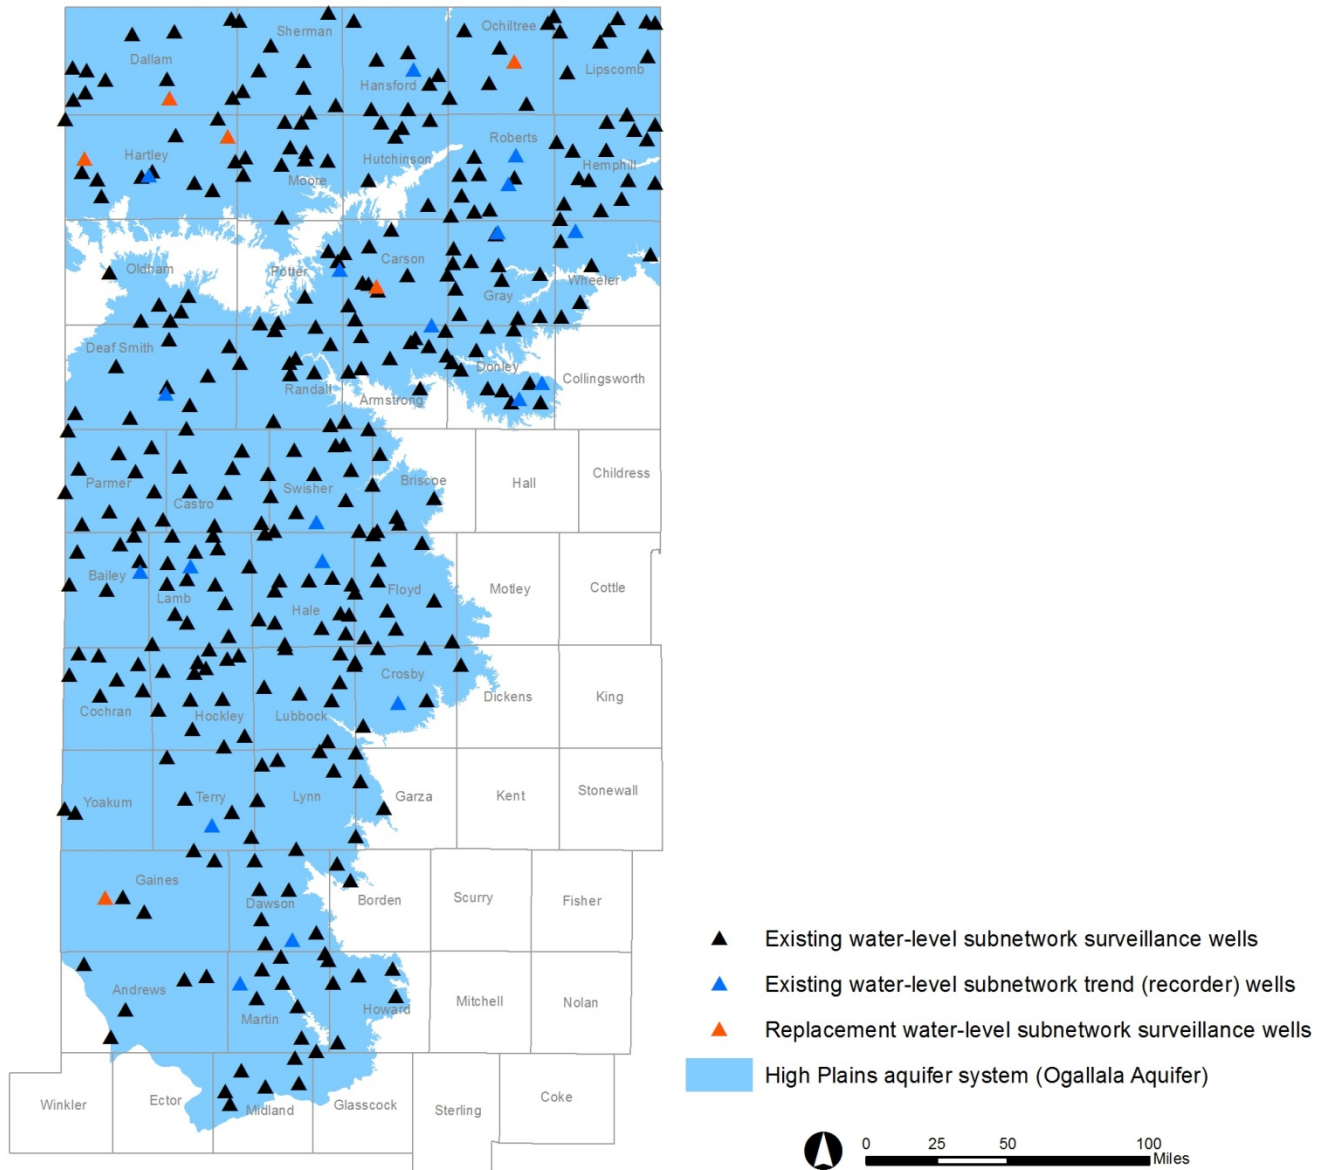 Sherman
Ochiltree
Dallam
Lipscomb
Hansford
Roberts
Hartley
Hutchinson
Hemphill
Moore
Oldham
Potter
Carson
Wheeler
Gray
Deaf Smith
Donley
Collingsworth
Randall
Armstrong
Parmer
Castro
Swisher
Briscoe
Hall
Childress
Bailey
Lamb
Hale
Floyd
Motley
Cottle
Cochran
Hockley
Lubbock
Crosby
Dickens
King
Yoakum
Terry
Lynn
Garza
Kent
Stonewall
Gaines
Dawson
Borden
Scurry
Fisher
Andrews
Martin
Howard
Mitchell
Nolan
Winkler
Ector
Midland
Glasscock
Sterling
Coke
Existing water-level subnetwork surveillance wells
Existing water-level subnetwork trend (recorder) wells
Replacement water-level subnetwork surveillance wells
High Plains aquifer system (Ogallala Aquifer)
0 25 50 100
Miles